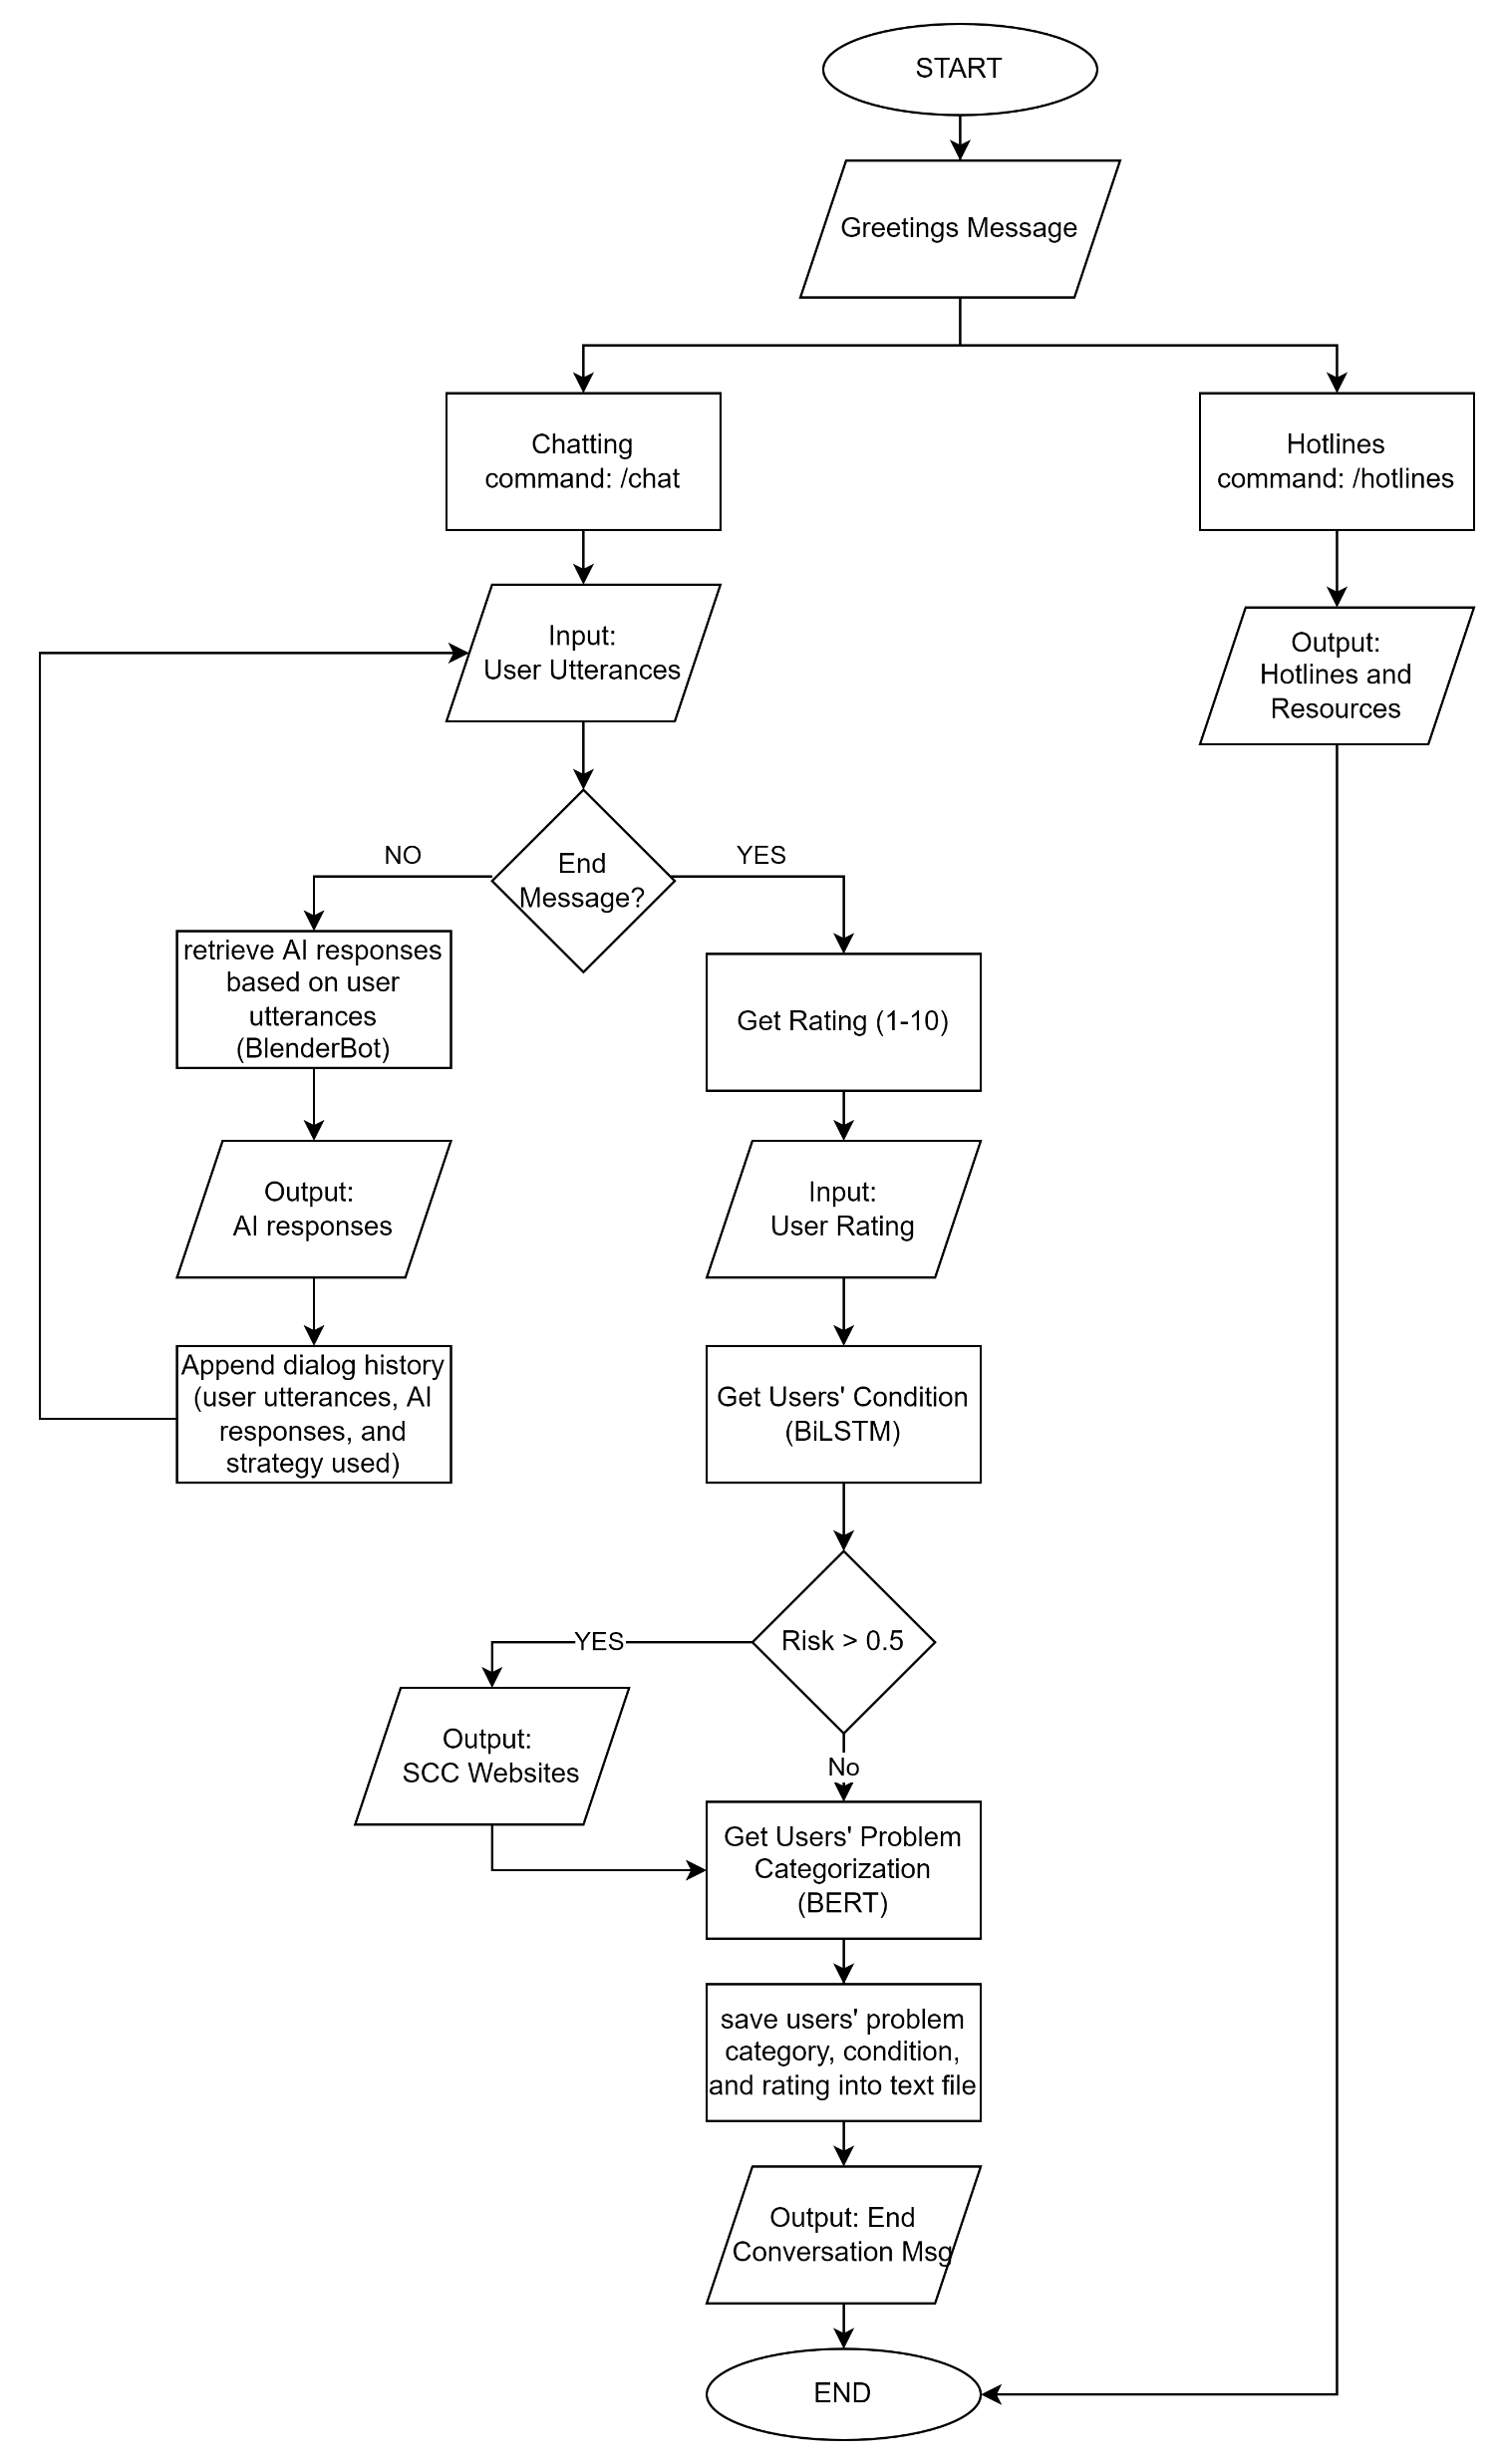 START
Greetings Message
Chatting
command: /chat
Hotlines
command: /hotlines
Input:
User Utterances
Output:
Hotlines and
Resources
End
Message?
NO
YES
retrieve AI responses
based on user
utterances
(BlenderBot)
Get Rating (1-10)
Output:
AI responses
Input:
User Rating
Append dialog history
(user utterances, AI
responses, and
strategy used)
Get Users' Condition
(BiLSTM)
Risk > 0.5
YES
No
Output:
SCC Websites
Get Users' Problem
Categorization
(BERT)
save users' problem
category, condition,
and rating into text file
Output: End
Conversation Msg
END